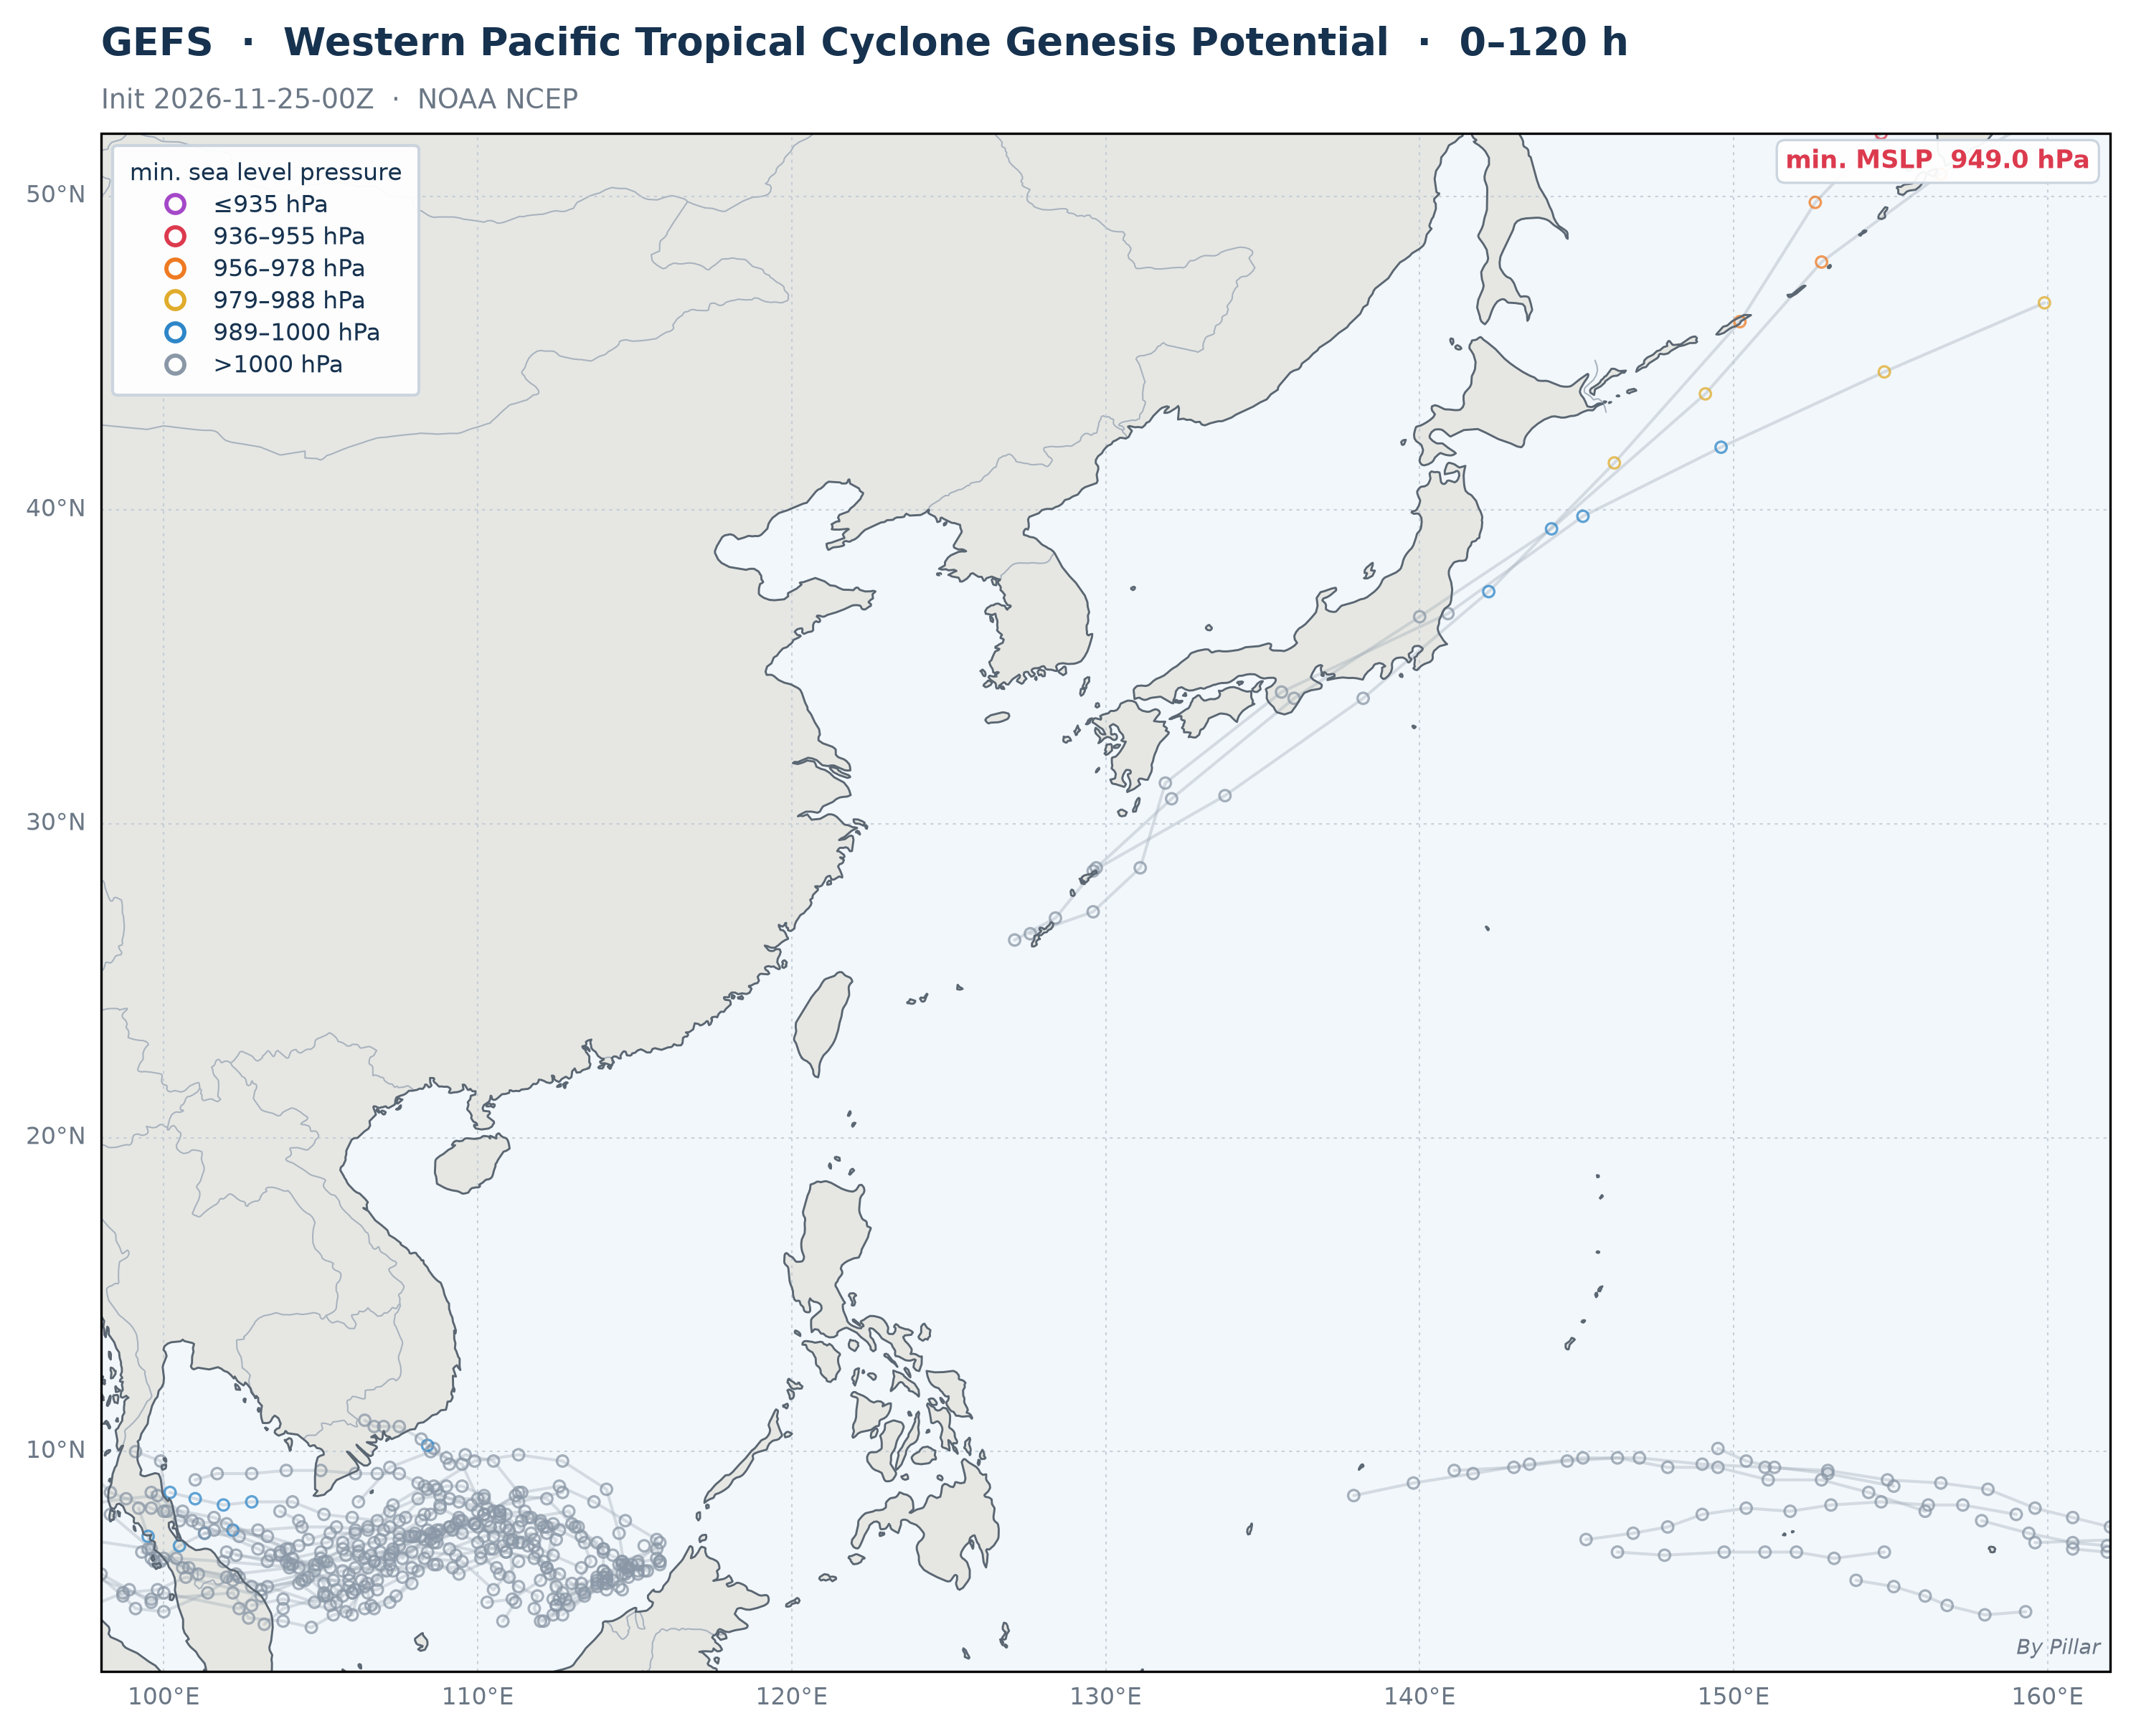 GEFS · Western Pacific Tropical Cyclone Genesis Potential · 0–120 h
Init 2026-11-25-00Z · NOAA NCEP
min. sea level pressure
≤935 hPa
936–955 hPa
956–978 hPa
979–988 hPa
989–1000 hPa
>1000 hPa
min. MSLP 949.0 hPa
50°N
40°N
30°N
20°N
10°N
By Pillar
100°E 110°E 120°E 130°E 140°E 150°E 160°E